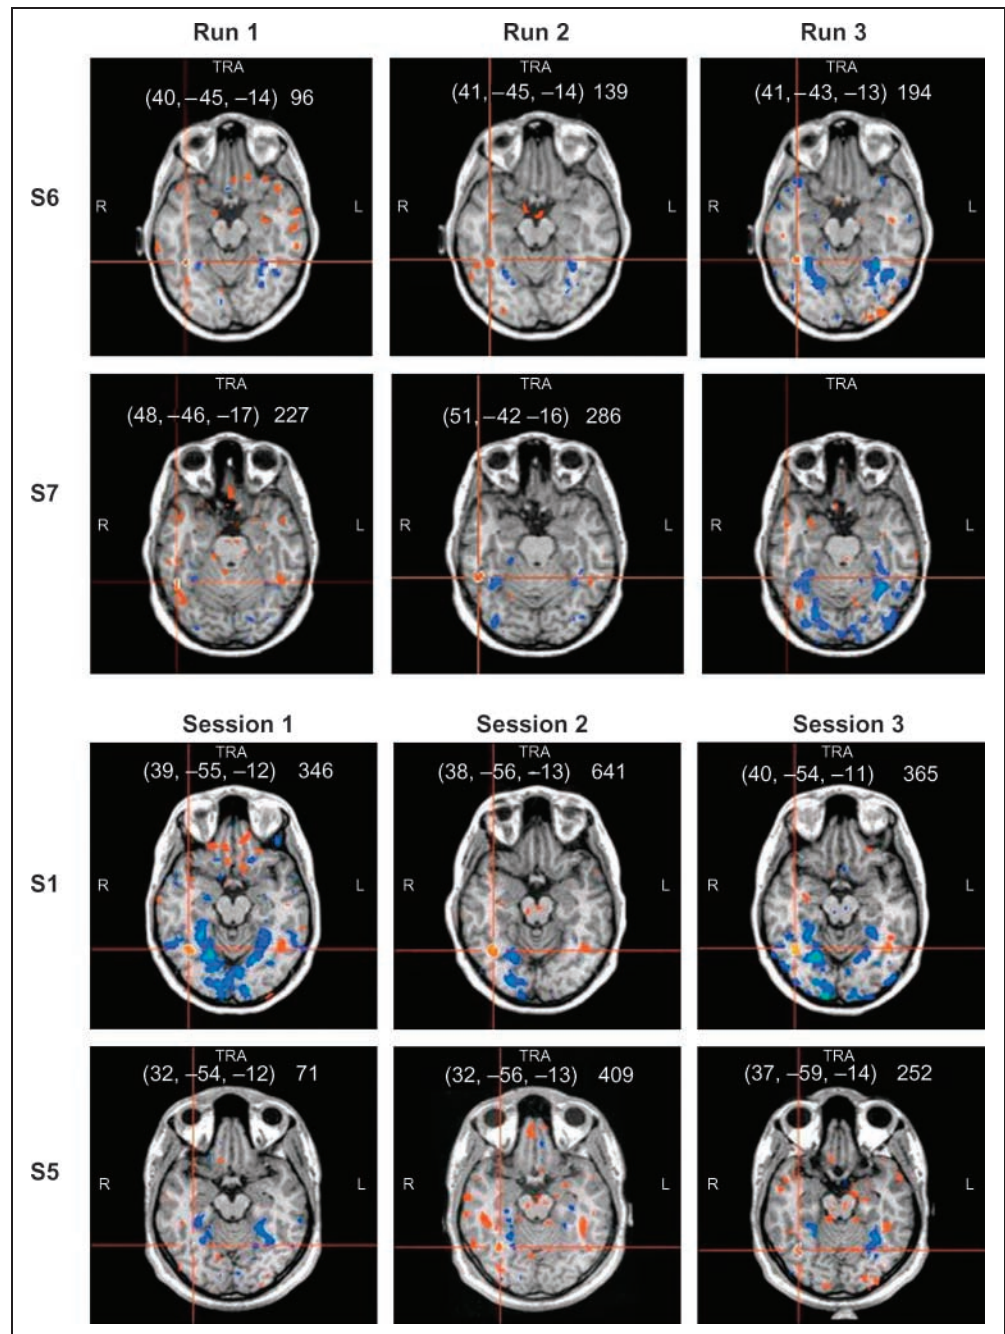 Run 1 Run 2 Run 3
TRA TRA TRA
(40, –45, –14) 96 (41, –45, –14) 139 (41, –43, –13) 194
S6
R L R L R L
TRA TRA TRA
(48, –46, –17) 227 (51, –42 –16) 286
S7
R L R L R L
Session 1 Session 2 Session 3
TRA TRA TRA
(39, –55, –12) 346 (38, –56, –13) 641 (40, –54, –11) 365
S1
R L R L R L
TRA TRA TRA
(32, –54, –12) 71 (32, –56, –13) 409 (37, –59, –14) 252
S5
R L R L R L